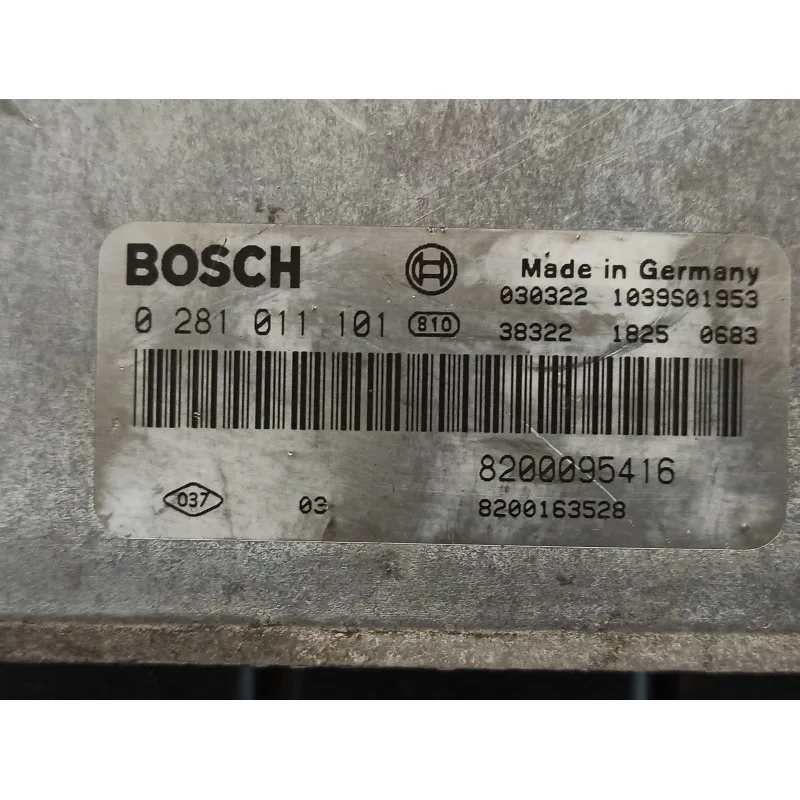 BOSCH
Made in Germany
030322 1039S01953
0 281 011 101 810
38322 1825 0683
8200095416
037 03 8200163528